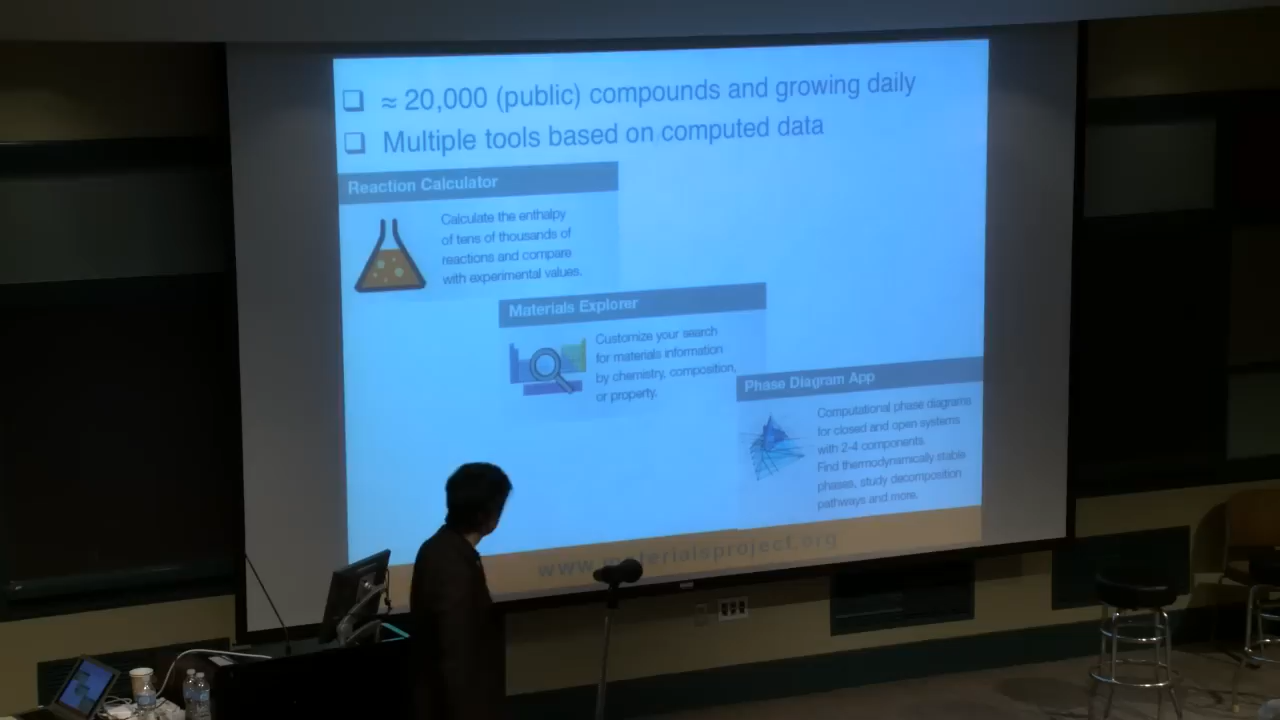 ≈ 20,000 (public) compounds and growing daily
Multiple tools based on computed data
Reaction Calculator
Calculate the enthalpy
of tens of thousands of
reactions and compare
with experimental values.
Materials Explorer
Customize your search
for materials information
by chemistry, composition,
or property.
Phase Diagram App
Computational phase diagrams
for closed and open systems
with 2-4 components.
Find thermodynamically stable
phases, study decomposition
pathways and more.
www.materialsproject.org